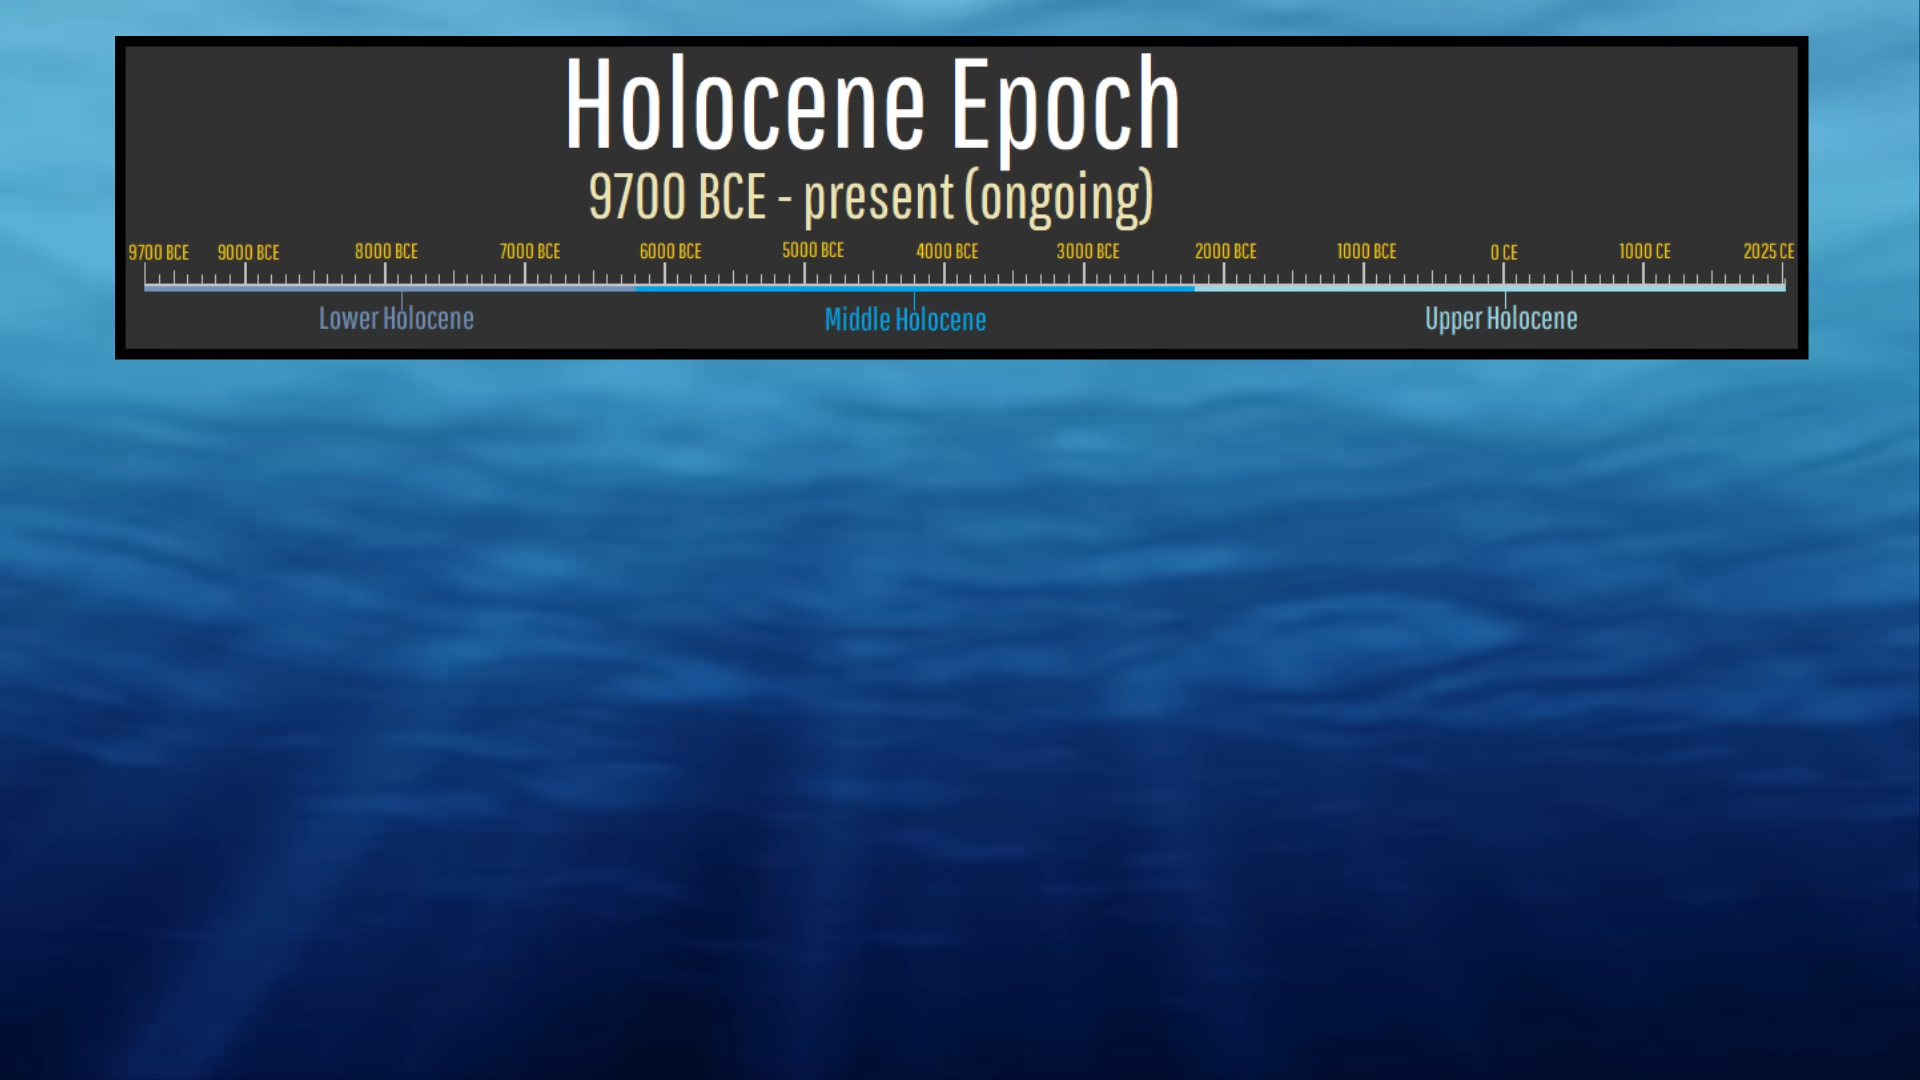 Holocene Epoch
9700 BCE - present (ongoing)
9700 BCE 9000 BCE 8000 BCE 7000 BCE 6000 BCE 5000 BCE 4000 BCE 3000 BCE 2000 BCE 1000 BCE 0 CE 1000 CE 2025 CE
Lower Holocene Middle Holocene Upper Holocene